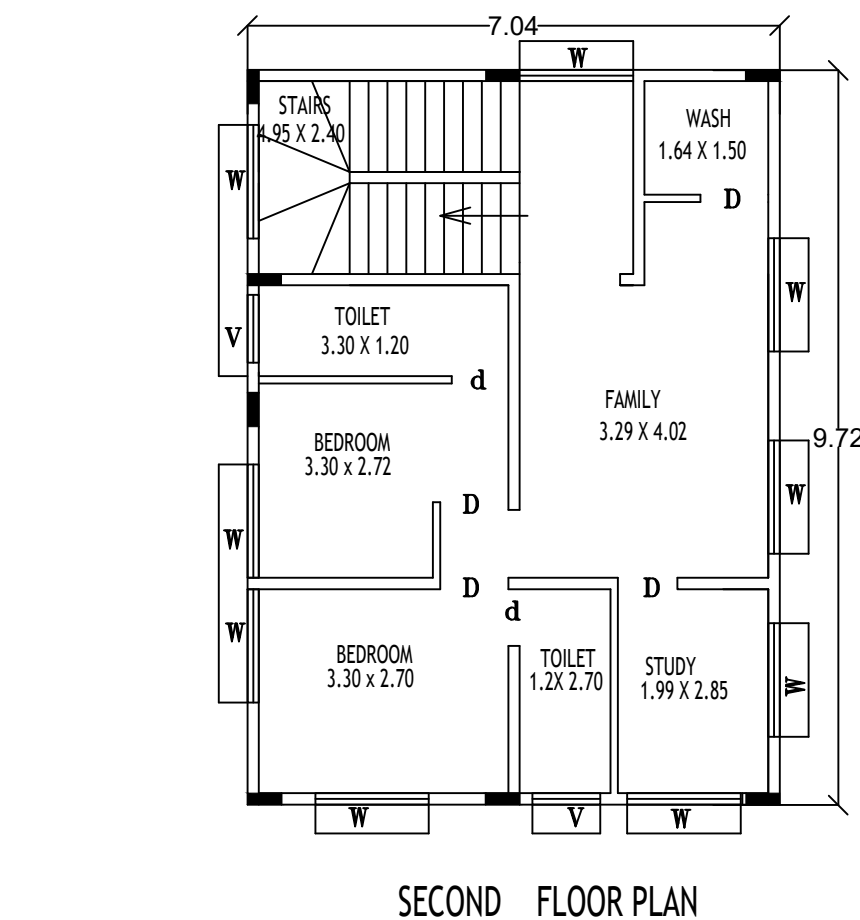 7.04
W
STAIRS
4.95 X 2.40
WASH
1.64 X 1.50
W
D
W
TOILET
3.30 X 1.20
V
d
FAMILY
3.29 X 4.02
9.72
BEDROOM
3.30 x 2.72
D
W
W
D
D
d
W
BEDROOM
3.30 x 2.70
TOILET
1.2X 2.70
STUDY
1.99 X 2.85
W
W
V
W
SECOND FLOOR PLAN